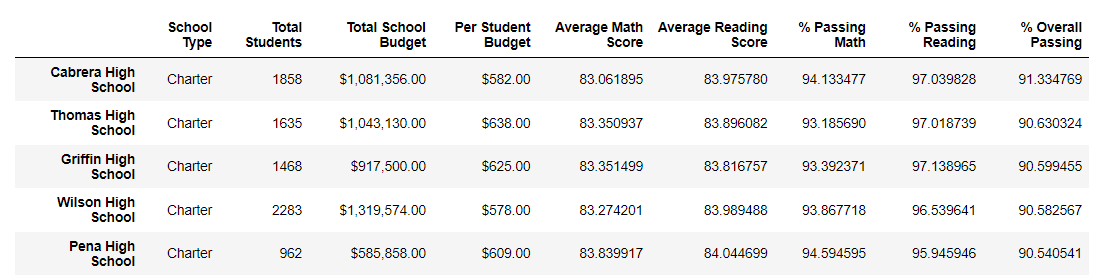 School Type Total Students Total School Budget Per Student Budget Average Math Score Average Reading Score % Passing Math % Passing Reading % Overall Passing
Cabrera High School Charter 1858 $1,081,356.00 $582.00 83.061895 83.975780 94.133477 97.039828 91.334769
Thomas High School Charter 1635 $1,043,130.00 $638.00 83.350937 83.896082 93.185690 97.018739 90.630324
Griffin High School Charter 1468 $917,500.00 $625.00 83.351499 83.816757 93.392371 97.138965 90.599455
Wilson High School Charter 2283 $1,319,574.00 $578.00 83.274201 83.989488 93.867718 96.539641 90.582567
Pena High School Charter 962 $585,858.00 $609.00 83.839917 84.044699 94.594595 95.945946 90.540541